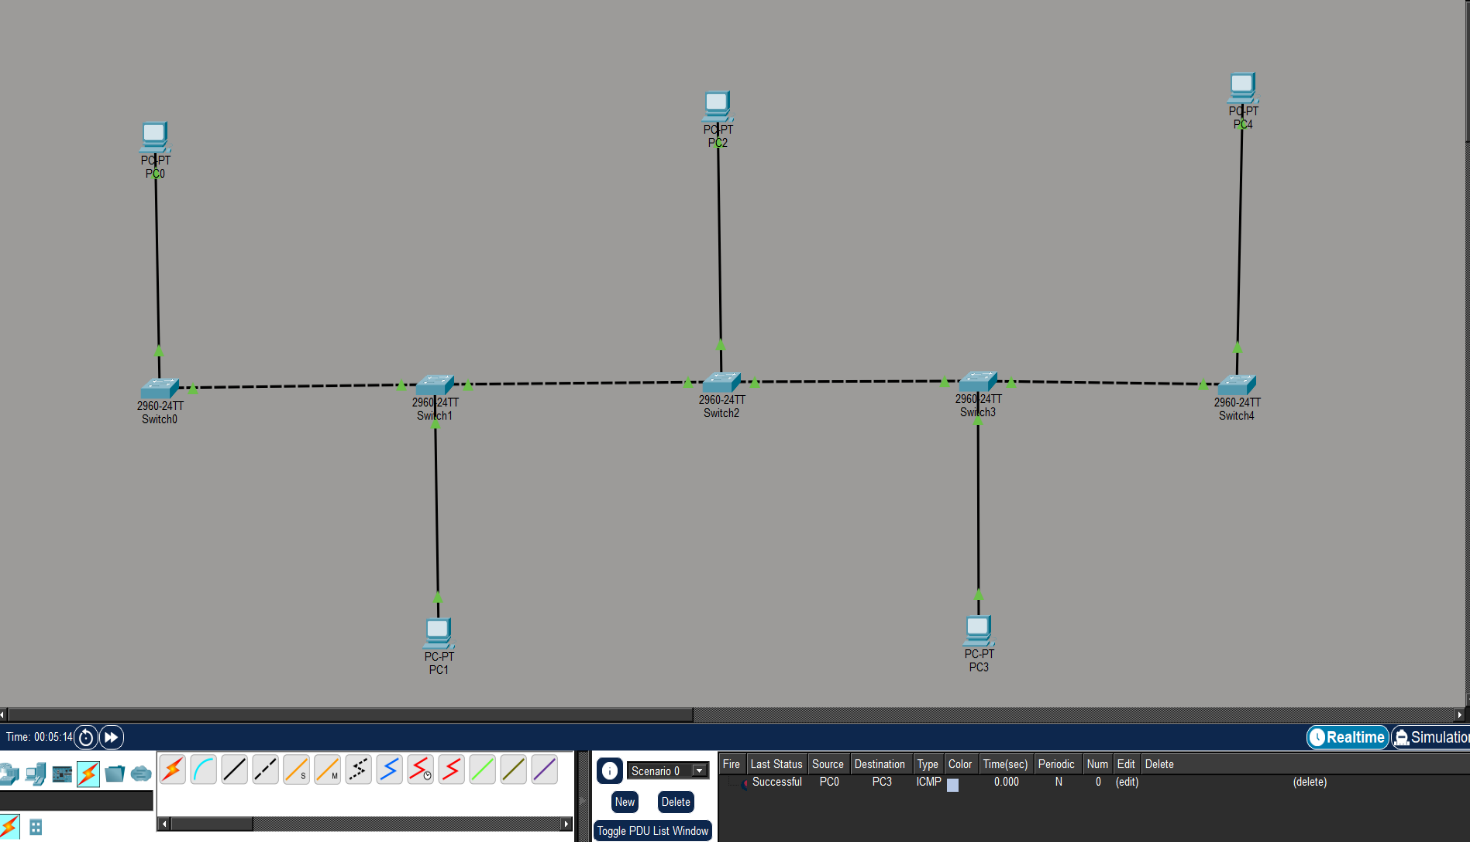 PC-PT
PC0
PC-PT
PC2
PC-PT
PC4
2960-24TT
Switch0
2960-24TT
Switch1
2960-24TT
Switch2
2960-24TT
Switch3
2960-24TT
Switch4
PC-PT
PC1
PC-PT
PC3
Time: 00:05:14
Realtime
Simulation
S
M
Scenario 0
New
Delete
Toggle PDU List Window
Fire Last Status Source Destination Type Color Time(sec) Periodic Num Edit Delete
Successful PC0 PC3 ICMP 0.000 N 0 (edit) (delete)